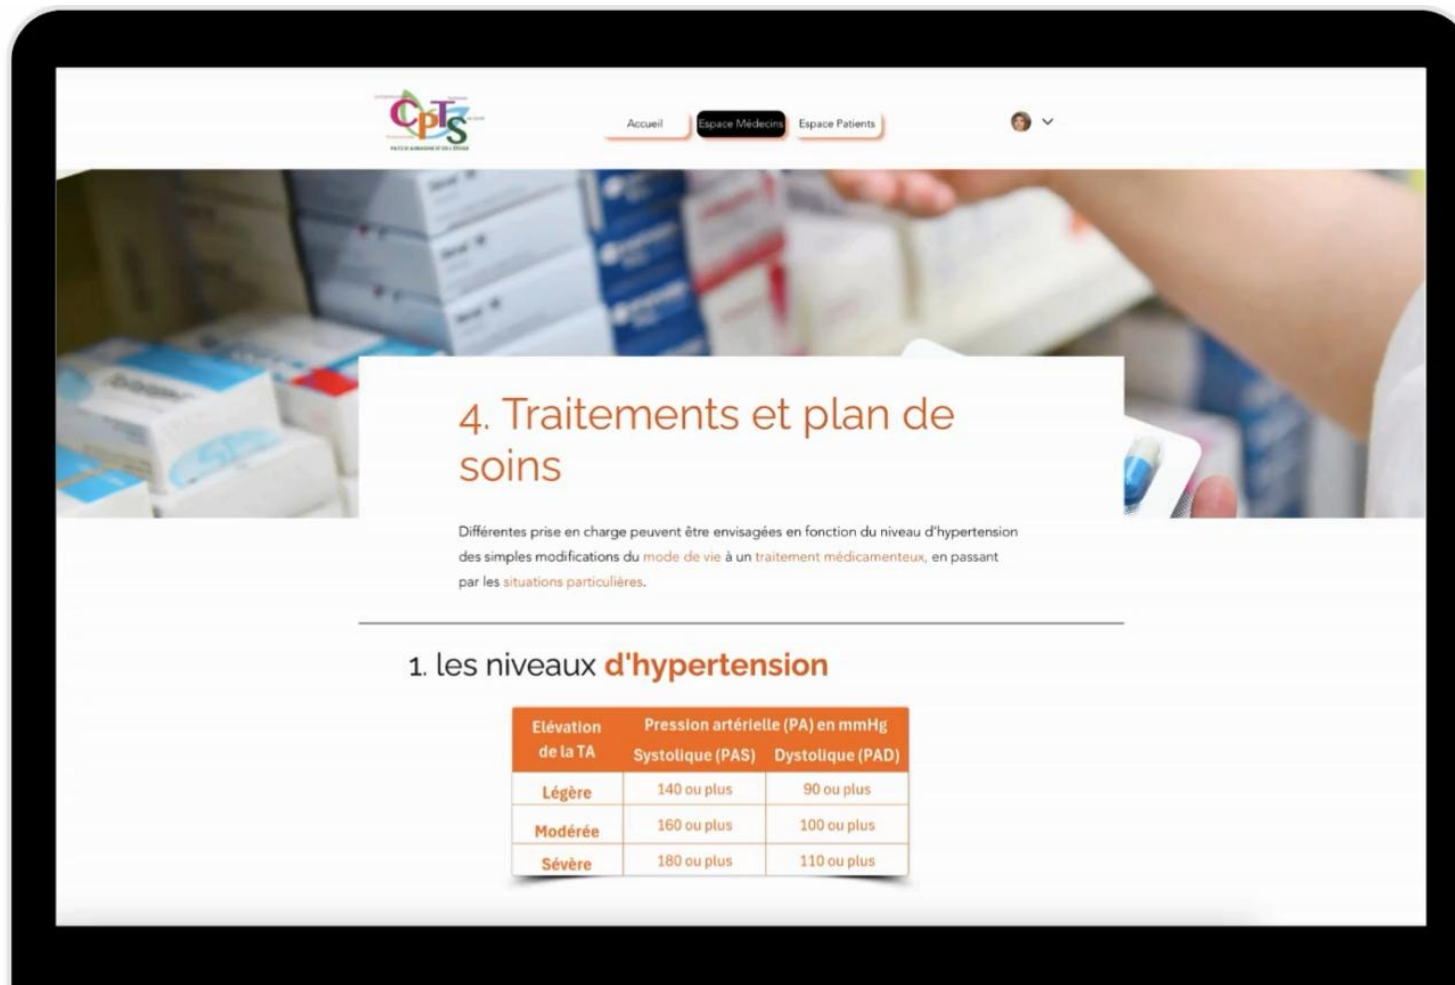 CPTS
Accueil
Espace Médecins
Espace Patients
4. Traitements et plan de
soins
Différentes prise en charge peuvent être envisagées en fonction du niveau d'hypertension
des simples modifications du mode de vie à un traitement médicamenteux, en passant
par les situations particulières.
1. les niveaux d'hypertension
Elévation
de la TA
Pression artérielle (PA) en mmHg
Systolique (PAS) Dystolique (PAD)
Légère 140 ou plus 90 ou plus
Modérée 160 ou plus 100 ou plus
Sévère 180 ou plus 110 ou plus